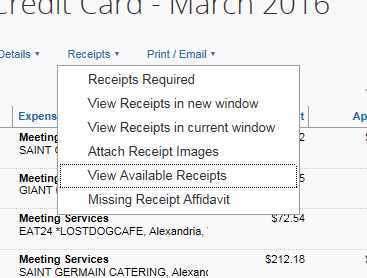 Credit Card - March 2016
Details Receipts Print / Email
Receipts Required
View Receipts in new window
View Receipts in current window
Attach Receipt Images
View Available Receipts
Missing Receipt Affidavit
Expens t Ap
Meeting 2
SAINT
Meeting 5
GIANT
Meeting Services $72.54
EAT24 *LOSTDOGCAFE, Alexandria,
Meeting Services $212.18
SAINT GERMAIN CATERING, Alexand